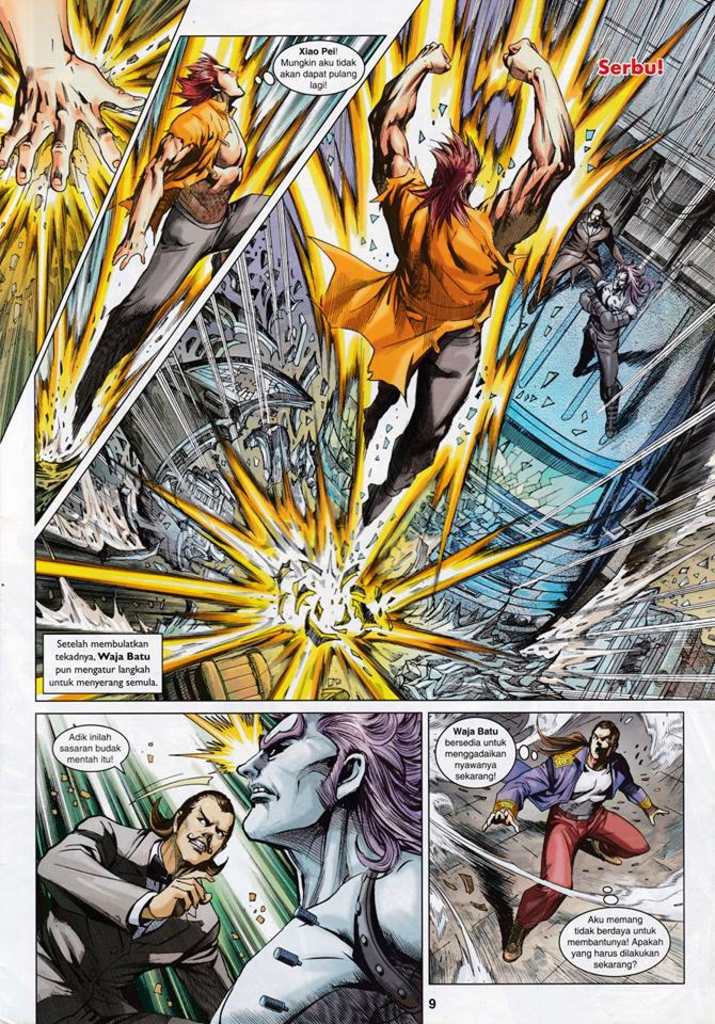 Xiao Pei!
Mungkin aku tidak
akan dapat pulang
lagi!
Serbu!
Setelah membulatkan
tekadnya, Waja Batu
pun mengatur langkah
untuk menyerang semula.
Adik inilah
sasaran budak
mentah itu!
Waja Batu
bersedia untuk
menggadaikan
nyawanya
sekarang!
Aku memang
tidak berdaya untuk
membantunya! Apakah
yang harus dilakukan
sekarang?
9